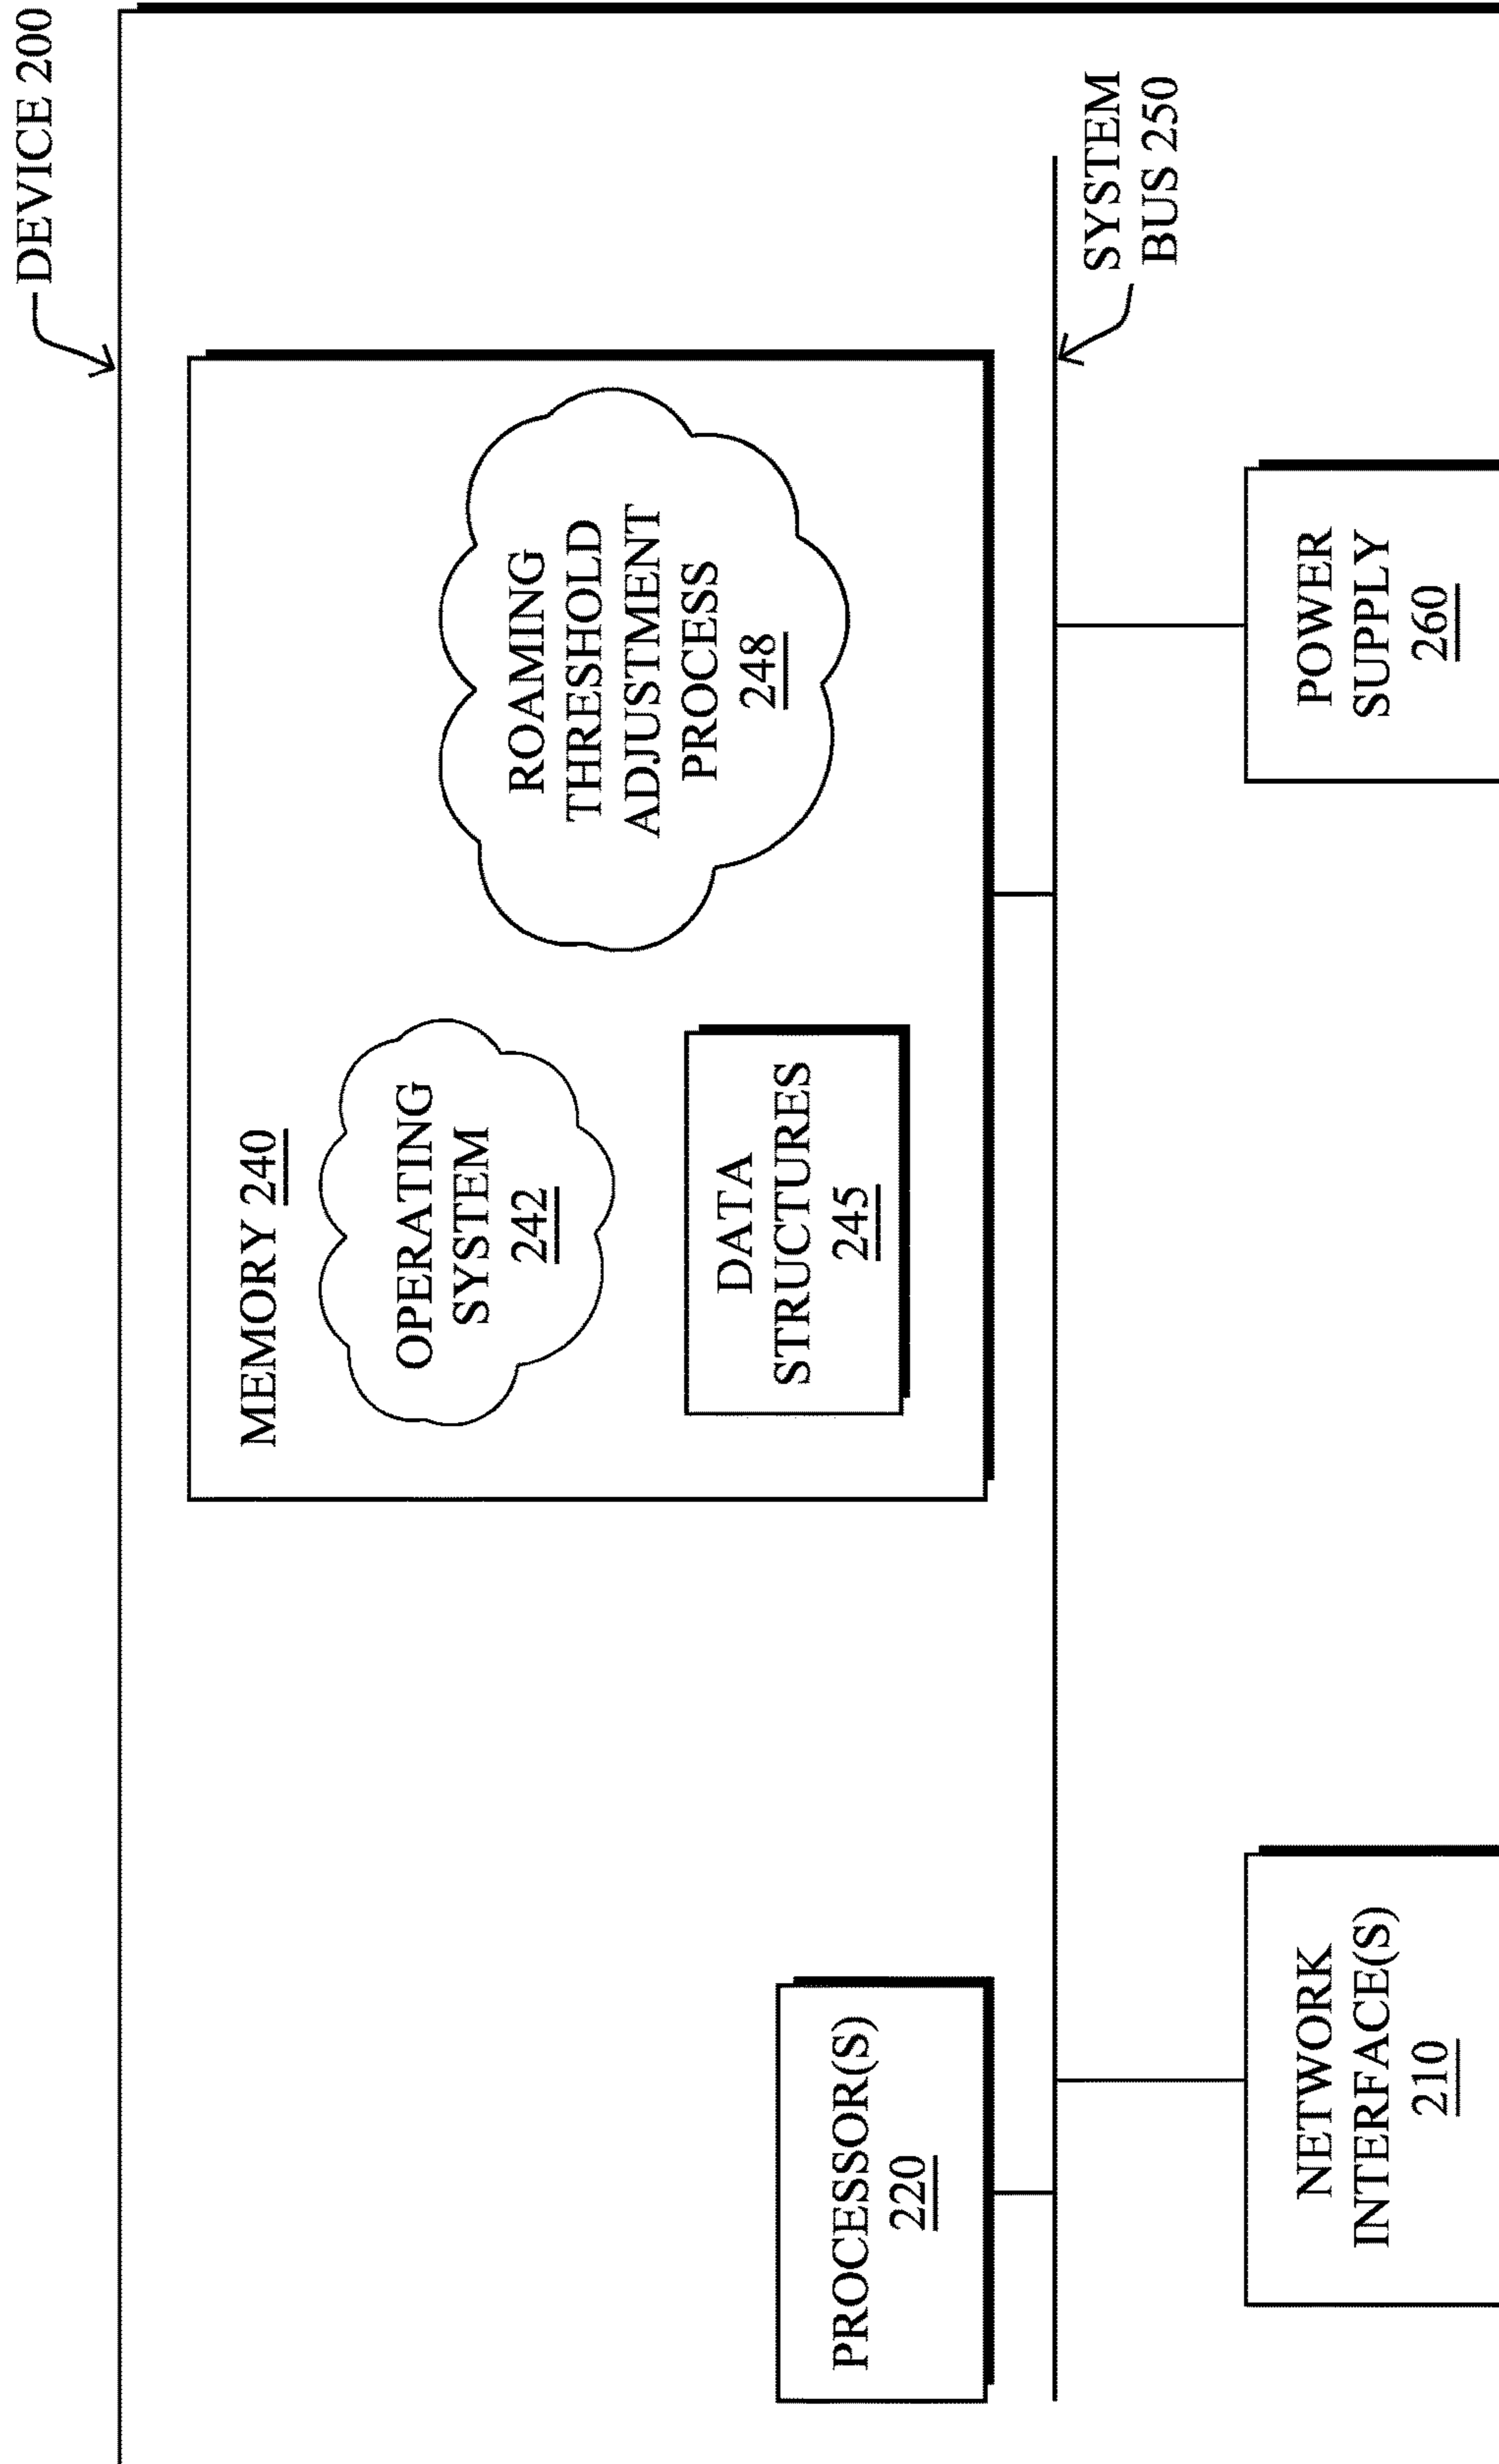 DEVICE 200
MEMORY 240
OPERATING
SYSTEM
242
ROAMING
THRESHOLD
ADJUSTMENT
PROCESS
248
DATA
STRUCTURES
245
PROCESSOR(S)
220
SYSTEM
BUS 250
NETWORK
INTERFACE(S)
210
POWER
SUPPLY
260